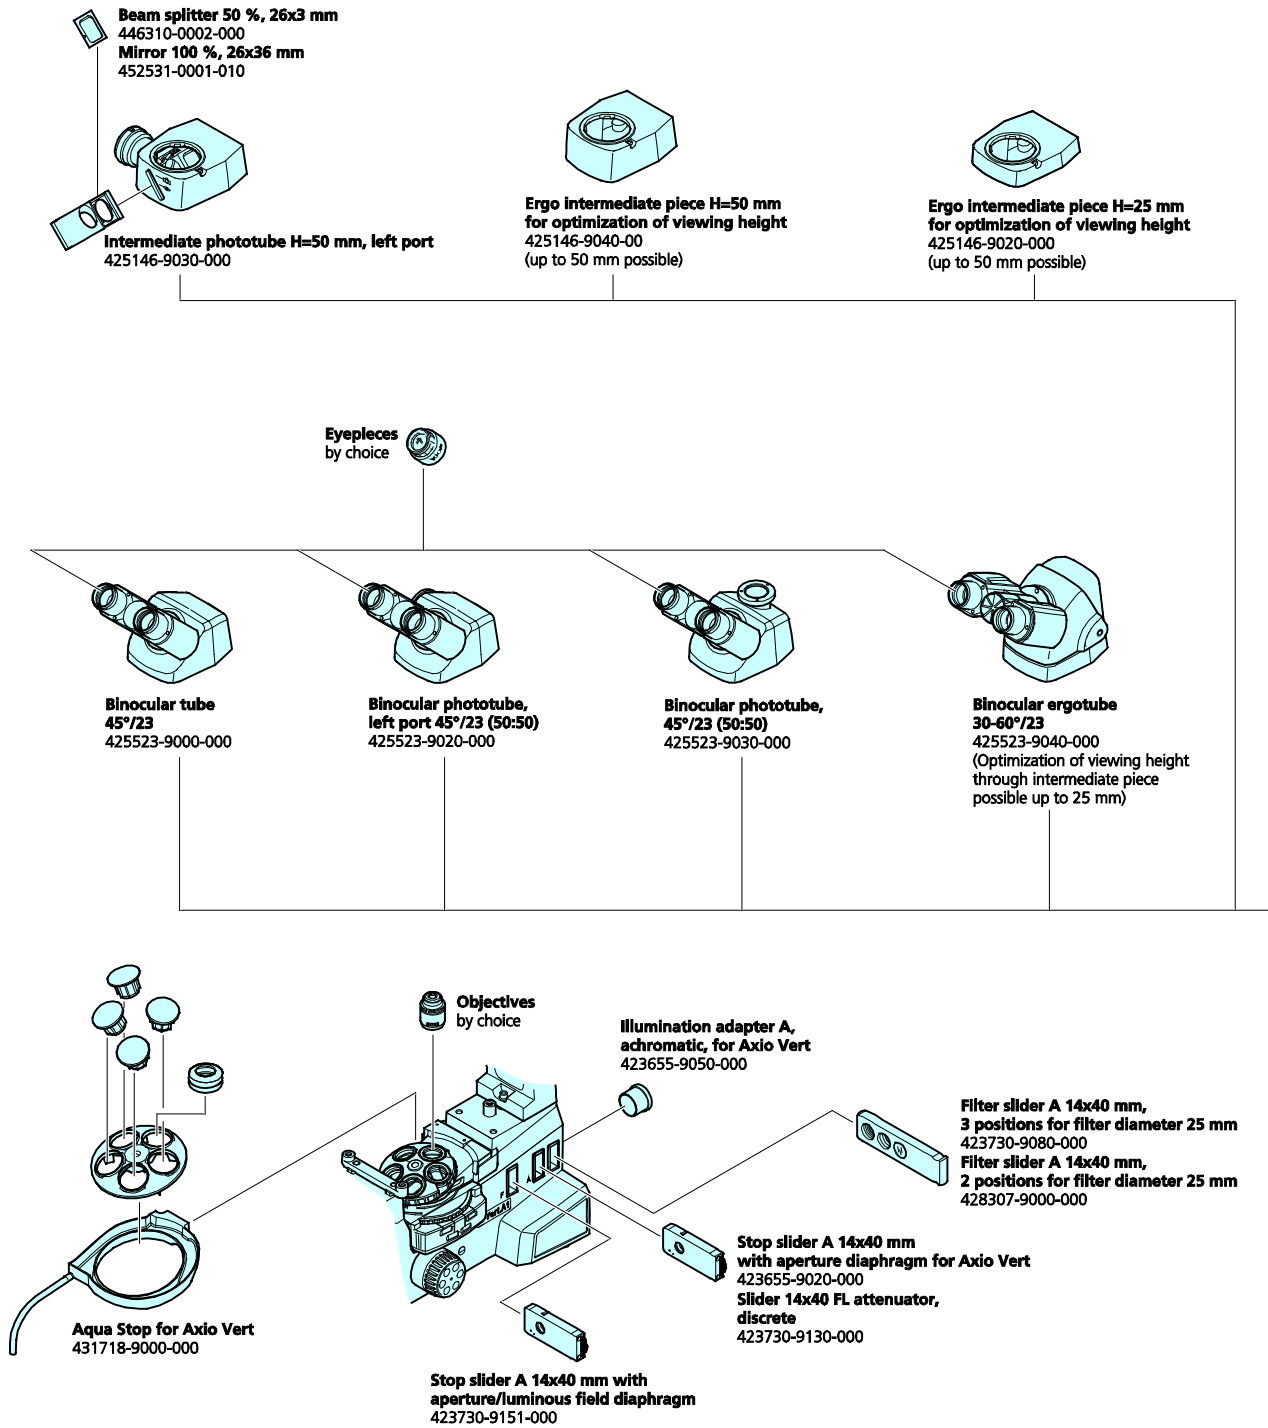 Beam splitter 50 %, 26x3 mm
446310-0002-000
Mirror 100 %, 26x36 mm
452531-0001-010
Intermediate phototube H=50 mm, left port
425146-9030-000
Ergo intermediate piece H=50 mm
for optimization of viewing height
425146-9040-00
(up to 50 mm possible)
Ergo intermediate piece H=25 mm
for optimization of viewing height
425146-9020-000
(up to 50 mm possible)
Eyepleces
by choice
Binocular tube
45°/23
425523-9000-000
Binocular phototube,
left port 45°/23 (50:50)
425523-9020-000
Binocular phototube,
45°/23 (50:50)
425523-9030-000
Binocular ergotube
30-60°/23
425523-9040-000
(Optimization of viewing height
through intermediate piece
possible up to 25 mm)
Objectives
by choice
Illumination adapter A,
achromatic, for Axio Vert
423655-9050-000
Filter slider A 14x40 mm,
3 positions for filter diameter 25 mm
423730-9080-000
Filter slider A 14x40 mm,
2 positions for filter diameter 25 mm
428307-9000-000
F
A
Vert.A1
Stop slider A 14x40 mm
with aperture diaphragm for Axio Vert
423655-9020-000
Slider 14x40 FL attenuator,
discrete
423730-9130-000
Aqua Stop for Axio Vert
431718-9000-000
Stop slider A 14x40 mm with
aperture/luminous field diaphragm
423730-9151-000